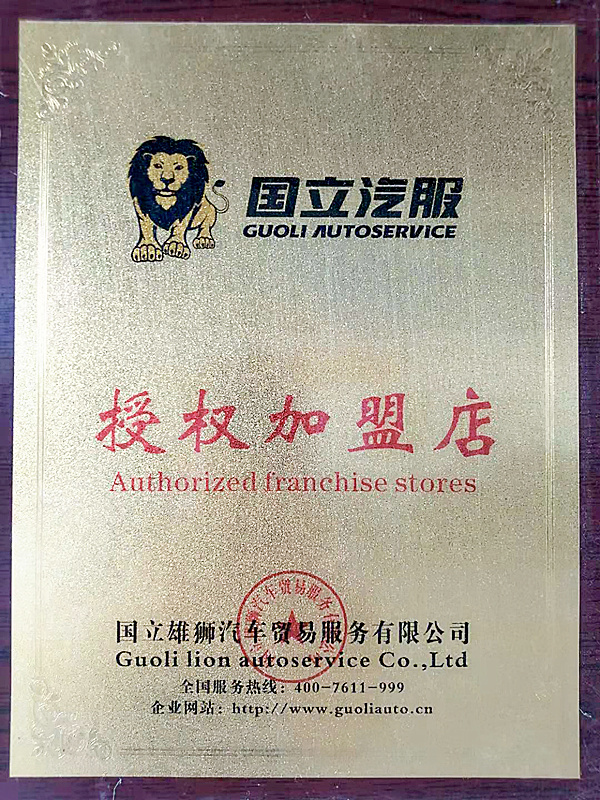 国立汽服
GUOLI AUTOSERVICE
授权加盟店
Authorized franchise stores
国立雄狮汽车贸易服务有限公司
Guoli lion autoservice Co.,Ltd
全国服务热线：400-7611-999
企业网站：http://www.guoliauto.cn